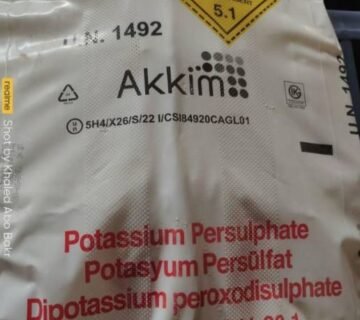 U.N. 1492
5.1
Akkim
5H4/X26/S/22 I/CSI84920CAGL01
U.N. 1492
Potassium Persulphate
Potasyum Persülfat
Dipotassium peroxodisulphate
realme
Shot by Khaled Abo Bakr